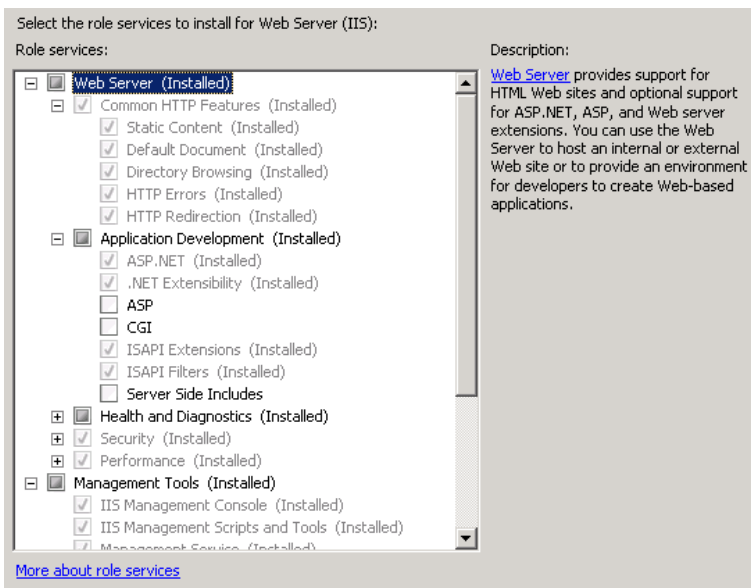 Select the role services to install for Web Server (IIS):
Role services:
Web Server (Installed)
Common HTTP Features (Installed)
Static Content (Installed)
Default Document (Installed)
Directory Browsing (Installed)
HTTP Errors (Installed)
HTTP Redirection (Installed)
Application Development (Installed)
ASP.NET (Installed)
.NET Extensibility (Installed)
ASP
CGI
ISAPI Extensions (Installed)
ISAPI Filters (Installed)
Server Side Includes
Health and Diagnostics (Installed)
Security (Installed)
Performance (Installed)
Management Tools (Installed)
IIS Management Console (Installed)
IIS Management Scripts and Tools (Installed)
Management Service (Installed)
More about role services
Description:
Web Server provides support for
HTML Web sites and optional support
for ASP.NET, ASP, and Web server
extensions. You can use the Web
Server to host an internal or external
Web site or to provide an environment
for developers to create Web-based
applications.